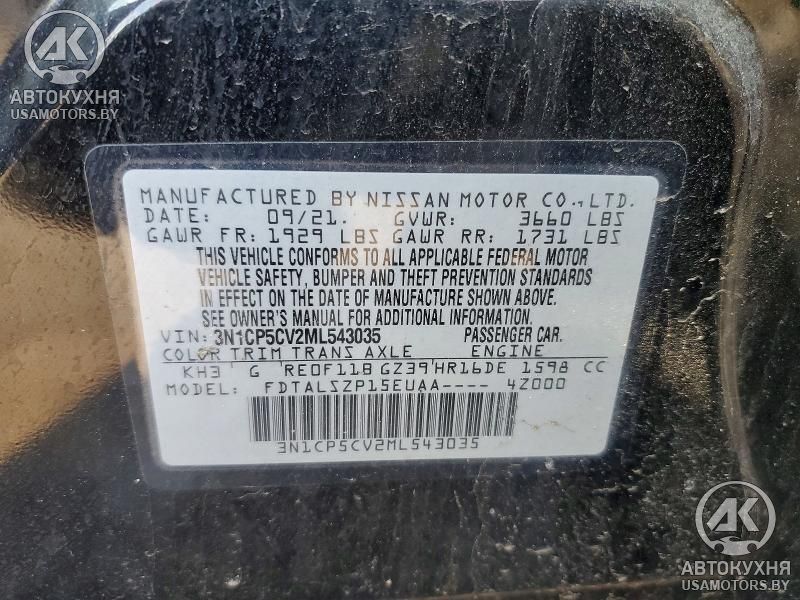 АК
АВТОКУХНЯ
USAMOTORS.BY
MANUFACTURED BY NISSAN MOTOR CO., LTD.
DATE: 09/21. GVWR: 3660 LBS
GAWR FR: 1929 LBS GAWR RR: 1731 LBS
THIS VEHICLE CONFORMS TO ALL APPLICABLE FEDERAL MOTOR
VEHICLE SAFETY, BUMPER AND THEFT PREVENTION STANDARDS
IN EFFECT ON THE DATE OF MANUFACTURE SHOWN ABOVE.
SEE OWNER'S MANUAL FOR ADDITIONAL INFORMATION.
VIN: 3N1CP5CV2ML543035 PASSENGER CAR.
COLOR TRIM TRANS AXLE ENGINE
KH3 G RE0F11B GZ39 HR16DE 1598 CC
MODEL: FDTALSZP15EUAA---- 4Z000
3N1CP5CV2ML543035
АК
АВТОКУХНЯ
USAMOTORS.BY